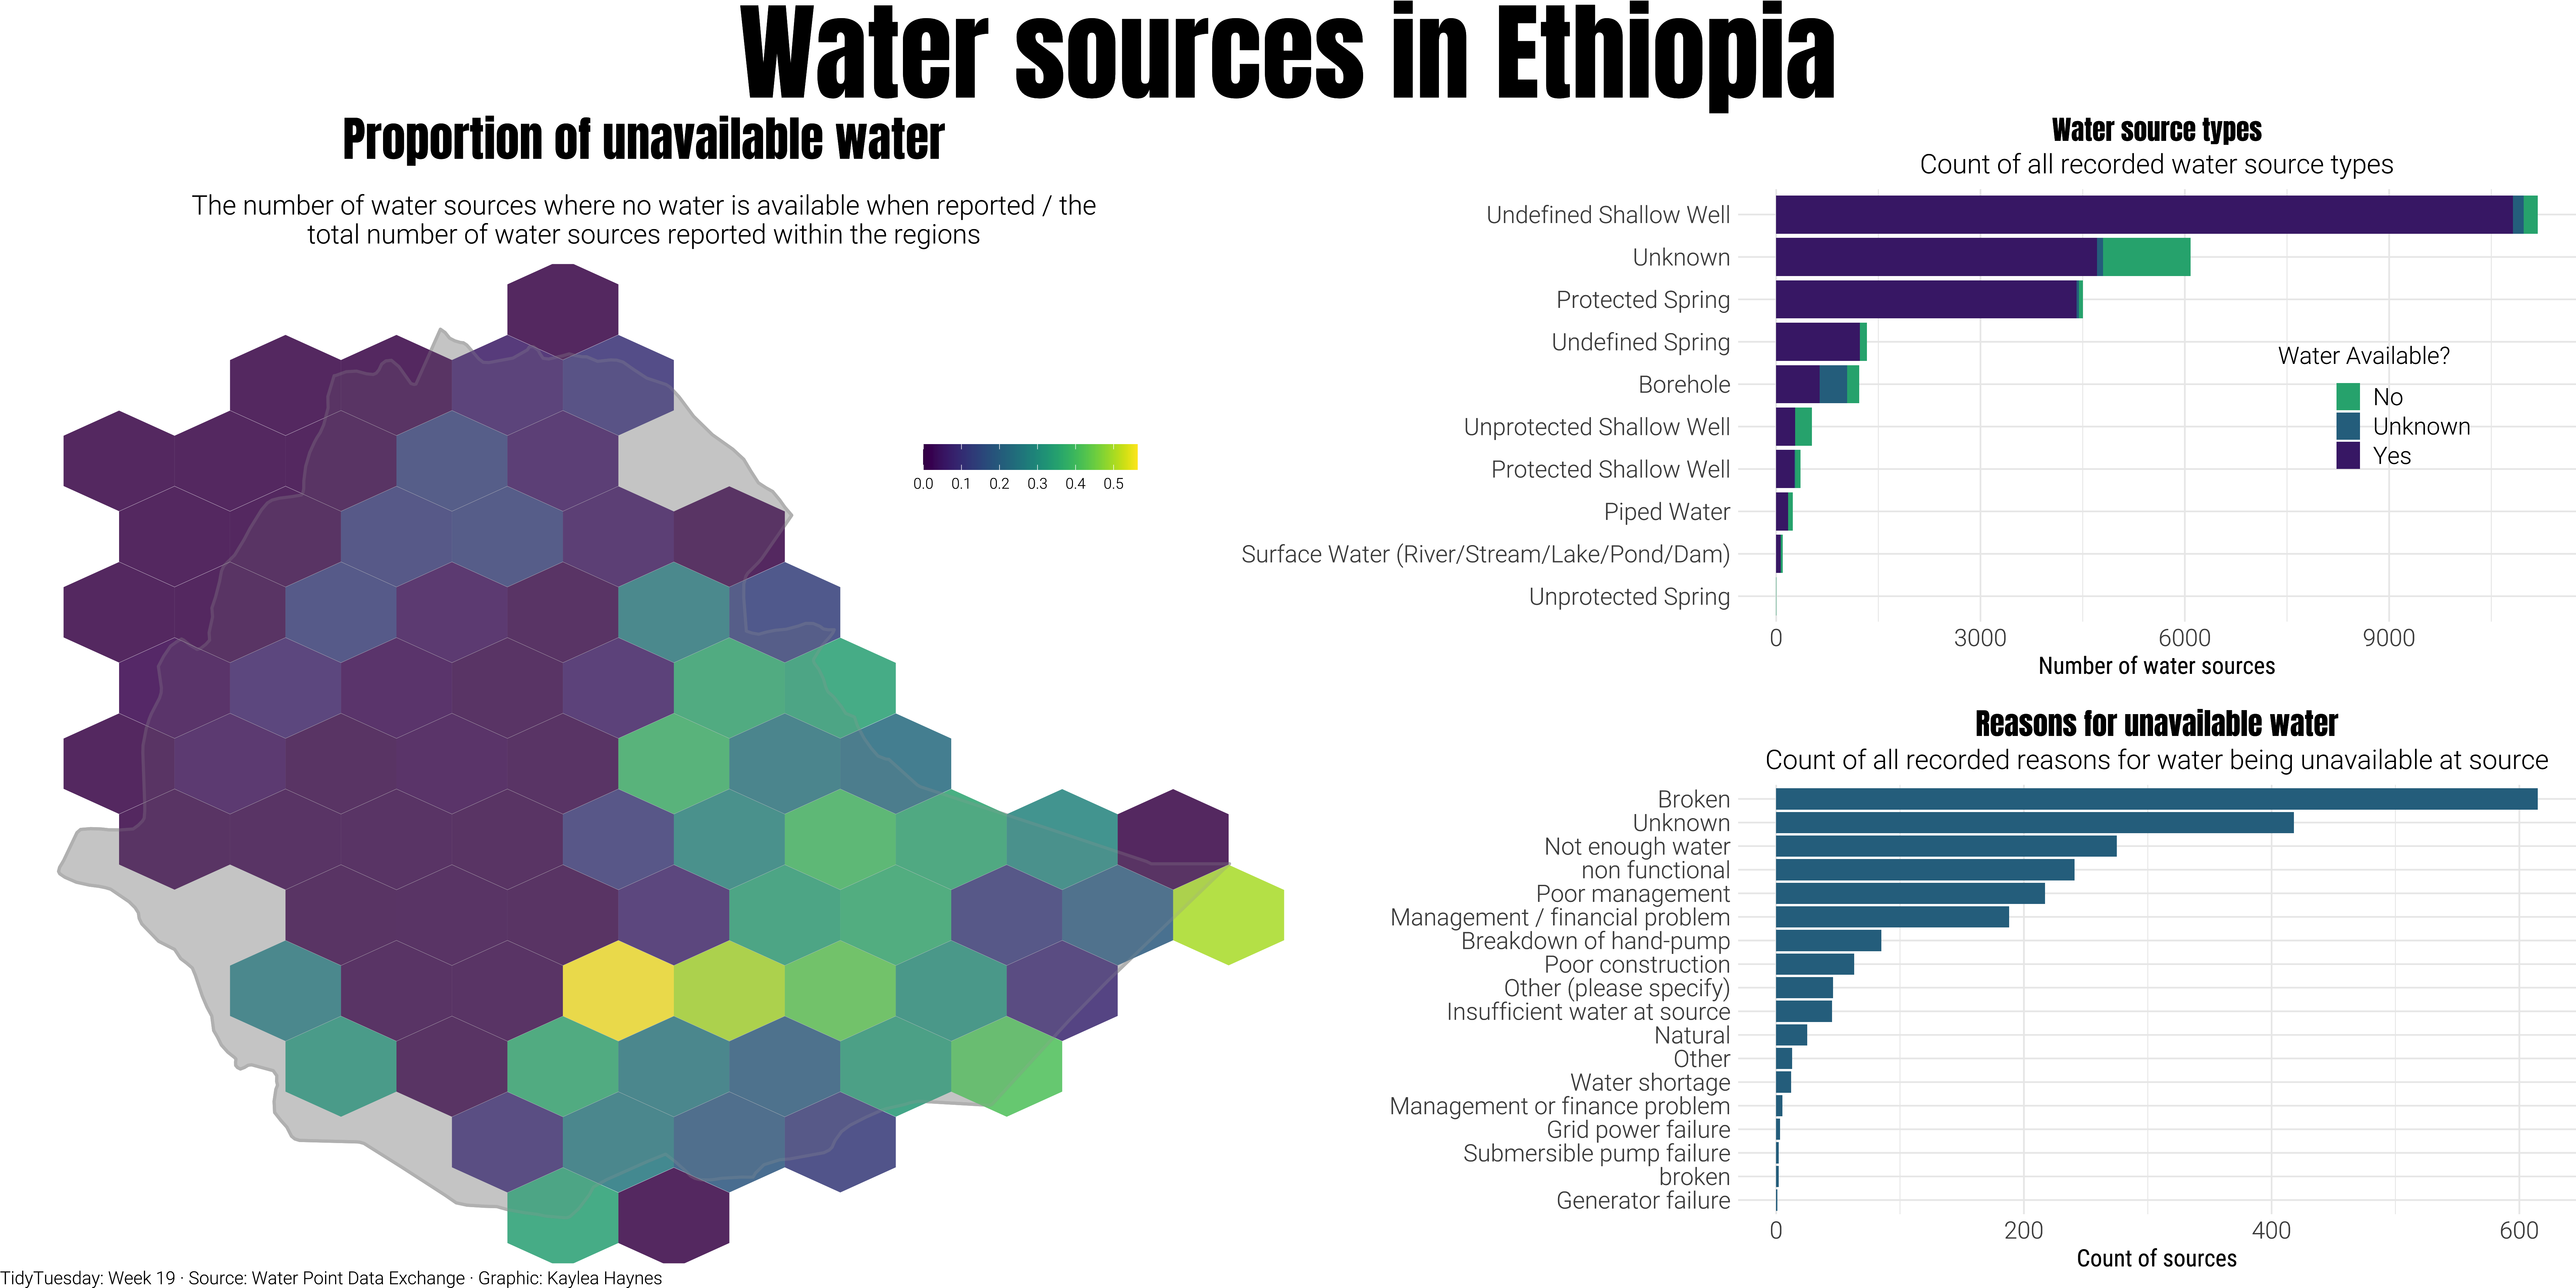 Water sources in Ethiopia
Proportion of unavailable water
The number of water sources where no water is available when reported / the
total number of water sources reported within the regions
0.0 0.1 0.2 0.3 0.4 0.5
Water source types
Count of all recorded water source types
Undefined Shallow Well
Unknown
Protected Spring
Undefined Spring
Borehole
Unprotected Shallow Well
Protected Shallow Well
Piped Water
Surface Water (River/Stream/Lake/Pond/Dam)
Unprotected Spring
0 3000 6000 9000
Number of water sources
Water Available?
No
Unknown
Yes
Reasons for unavailable water
Count of all recorded reasons for water being unavailable at source
Broken
Unknown
Not enough water
non functional
Poor management
Management / financial problem
Breakdown of hand-pump
Poor construction
Other (please specify)
Insufficient water at source
Natural
Other
Water shortage
Management or finance problem
Grid power failure
Submersible pump failure
broken
Generator failure
0 200 400 600
Count of sources
TidyTuesday: Week 19 · Source: Water Point Data Exchange · Graphic: Kaylea Haynes